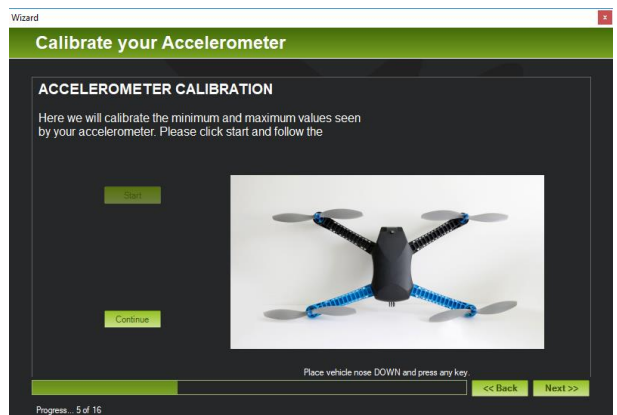 Wizard
x
Calibrate your Accelerometer
ACCELEROMETER CALIBRATION
Here we will calibrate the minimum and maximum values seen
by your accelerometer. Please click start and follow the
Start
Continue
Place vehicle nose DOWN and press any key.
<< Back
Next >>
Progress... 5 of 16